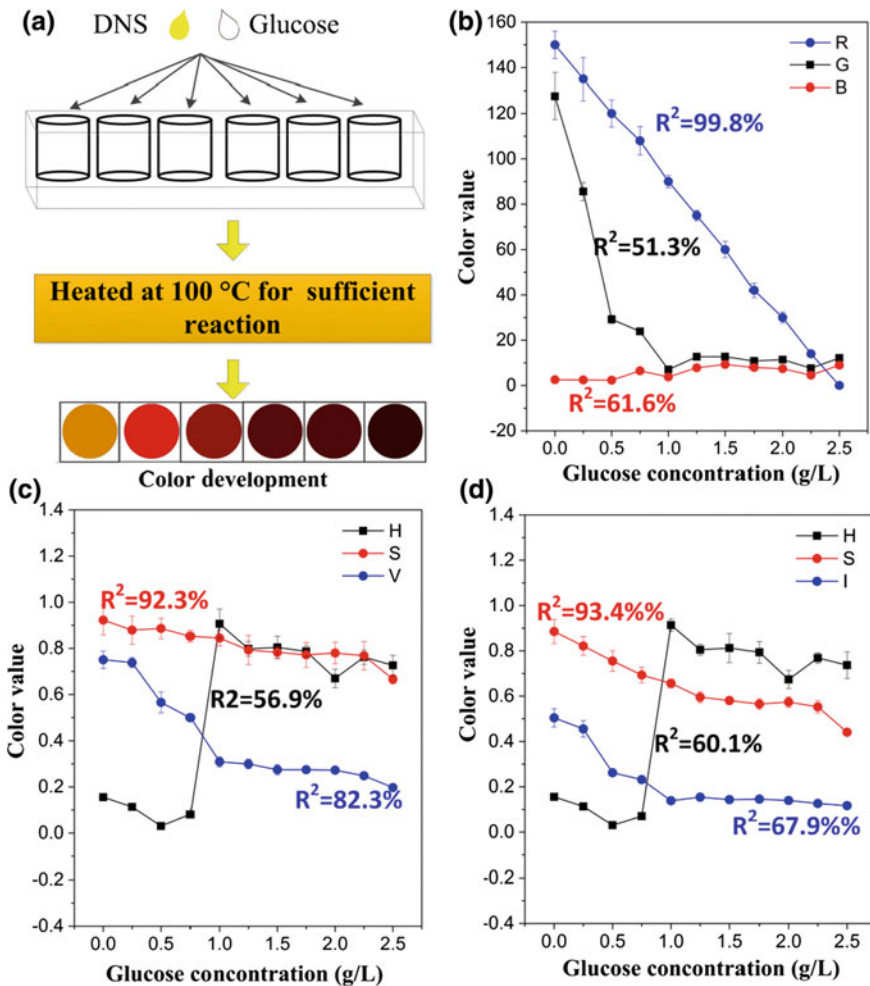 (a)
DNS Glucose
Heated at 100 °C for sufficient
reaction
Color development
(b)
160
150
140
120
100
80
60
40
20
0
-20
Color value
R
G
B
R²=99.8%
R²=51.3%
R²=61.6%
0.0 0.5 1.0 1.5 2.0 2.5
Glucose concontration (g/L)
(c)
1.4
1.2
1.0
0.8
0.6
0.4
0.2
0.0
-0.2
-0.4
Color value
H
S
V
R²=92.3%
R2=56.9%
R²=82.3%
0.0 0.5 1.0 1.5 2.0 2.5
Glucose concontration (g/L)
(d)
1.4
1.2
1.0
0.8
0.6
0.4
0.2
0.0
-0.2
-0.4
Color value
H
S
I
R²=93.4%%
R²=60.1%
R²=67.9%%
0.0 0.5 1.0 1.5 2.0 2.5
Glucose concontration (g/L)